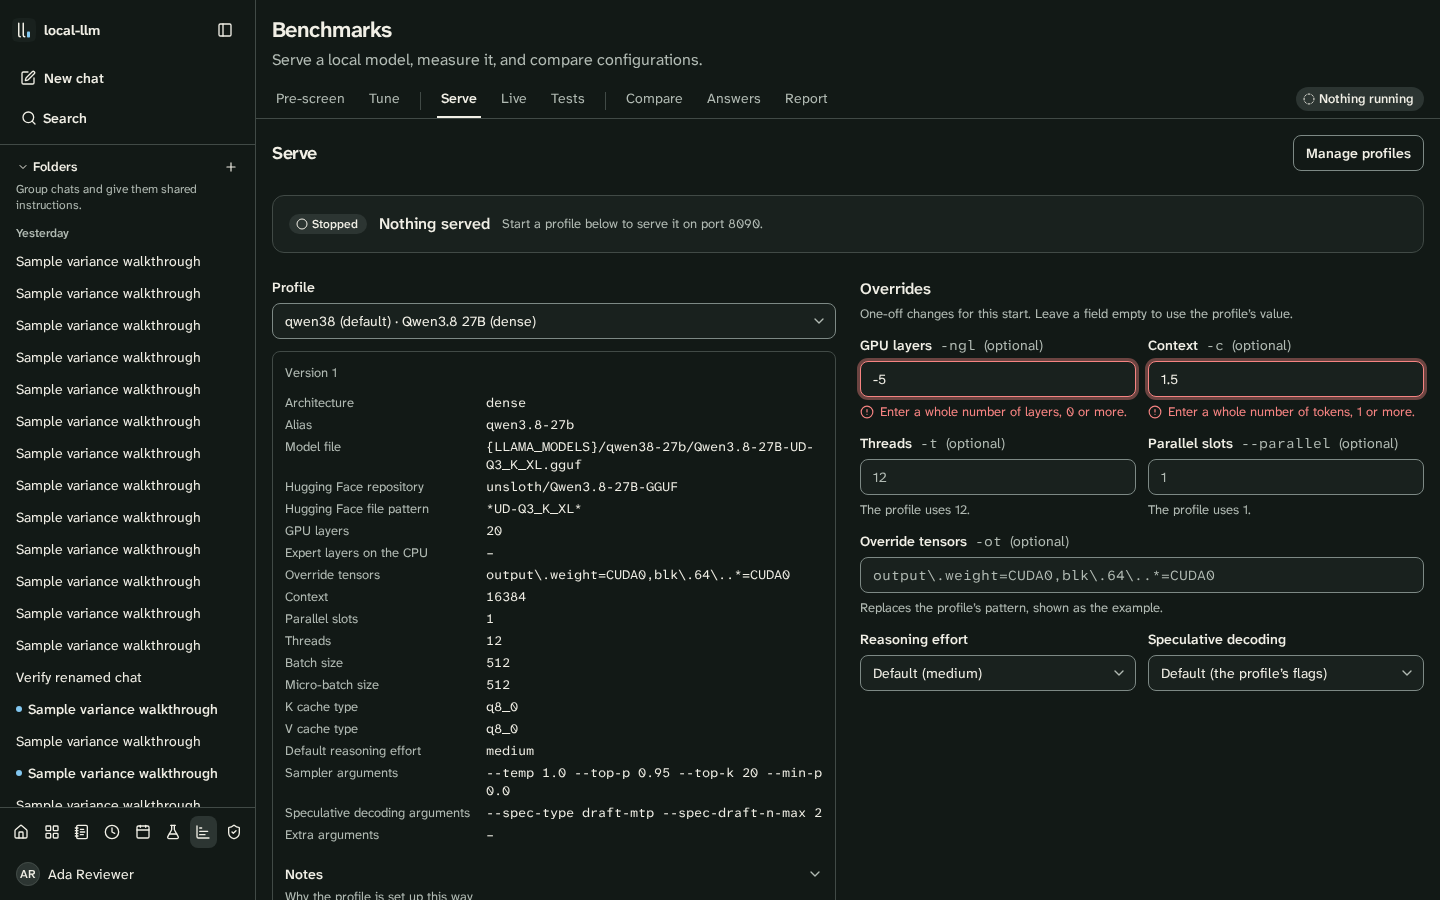 local-llm
New chat
Search
Folders
Group chats and give them shared
instructions.
Yesterday
Sample variance walkthrough
Sample variance walkthrough
Sample variance walkthrough
Sample variance walkthrough
Sample variance walkthrough
Sample variance walkthrough
Sample variance walkthrough
Sample variance walkthrough
Sample variance walkthrough
Sample variance walkthrough
Sample variance walkthrough
Sample variance walkthrough
Sample variance walkthrough
Verify renamed chat
Sample variance walkthrough
Sample variance walkthrough
Sample variance walkthrough
Sample variance walkthrough
AR Ada Reviewer
Benchmarks
Serve a local model, measure it, and compare configurations.
Pre-screen Tune Serve Live Tests Compare Answers Report
Nothing running
Serve
Manage profiles
Stopped Nothing served Start a profile below to serve it on port 8090.
Profile
qwen38 (default) · Qwen3.8 27B (dense)
Version 1
Architecture dense
Alias qwen3.8-27b
Model file {LLAMA_MODELS}/qwen38-27b/Qwen3.8-27B-UD-
Q3_K_XL.gguf
Hugging Face repository unsloth/Qwen3.8-27B-GGUF
Hugging Face file pattern *UD-Q3_K_XL*
GPU layers 20
Expert layers on the CPU –
Override tensors output\.weight=CUDA0,blk\.64\..*=CUDA0
Context 16384
Parallel slots 1
Threads 12
Batch size 512
Micro-batch size 512
K cache type q8_0
V cache type q8_0
Default reasoning effort medium
Sampler arguments --temp 1.0 --top-p 0.95 --top-k 20 --min-p
0.0
Speculative decoding arguments --spec-type draft-mtp --spec-draft-n-max 2
Extra arguments –
Notes
Why the profile is set up this way
Overrides
One-off changes for this start. Leave a field empty to use the profile's value.
GPU layers -ngl (optional) Context -c (optional)
-5 1.5
Enter a whole number of layers, 0 or more. Enter a whole number of tokens, 1 or more.
Threads -t (optional) Parallel slots --parallel (optional)
12 1
The profile uses 12. The profile uses 1.
Override tensors -ot (optional)
output\.weight=CUDA0,blk\.64\..*=CUDA0
Replaces the profile's pattern, shown as the example.
Reasoning effort Speculative decoding
Default (medium) Default (the profile's flags)